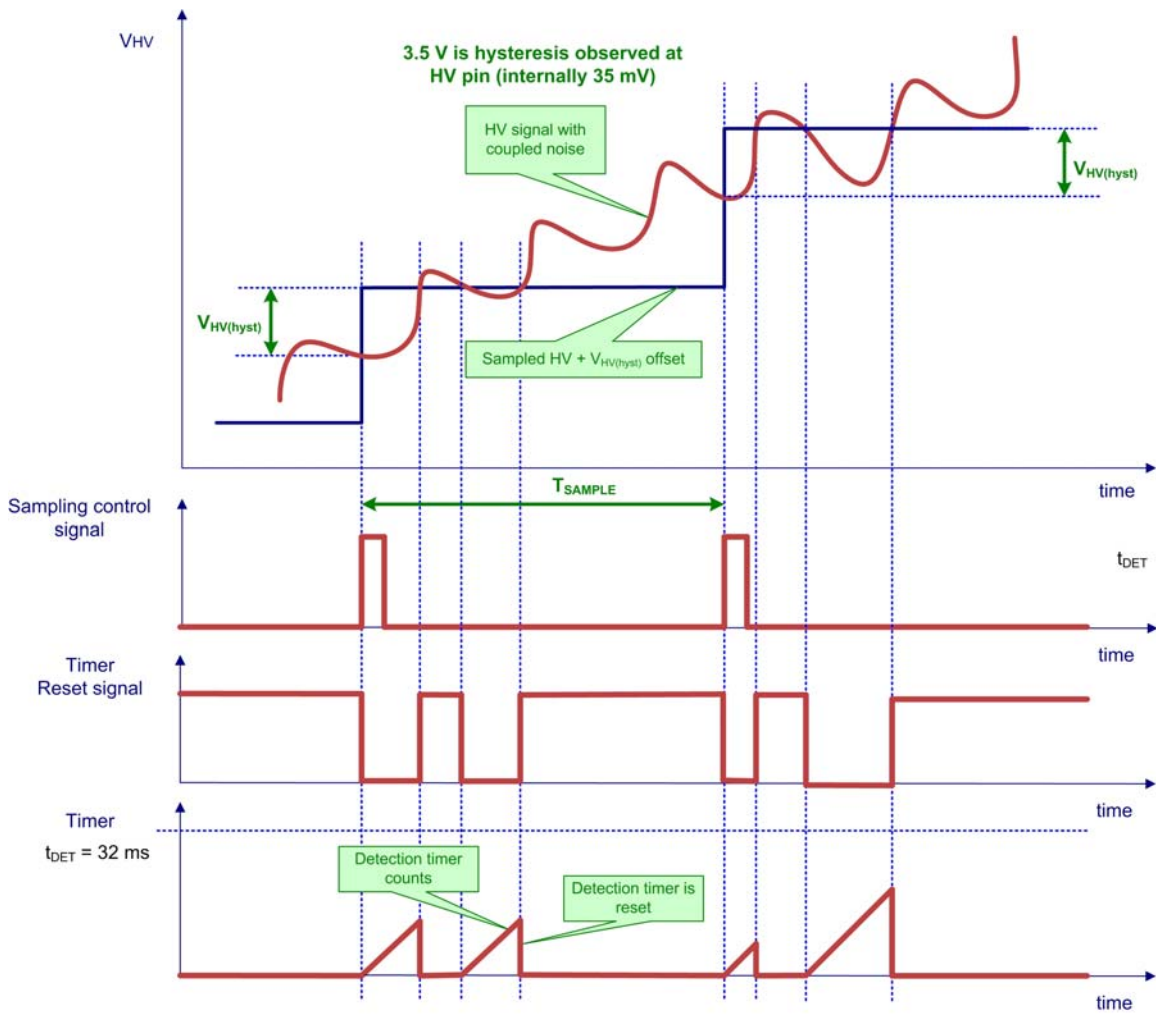 VHV
3.5 V is hysteresis observed at
HV pin (internally 35 mV)
HV signal with
coupled noise
VHV(hyst)
VHV(hyst)
Sampled HV + VHV(hyst) offset
time
TSAMPLE
Sampling control
signal
tDET
time
Timer
Reset signal
time
Timer
tDET = 32 ms
Detection timer
counts
Detection timer is
reset
time